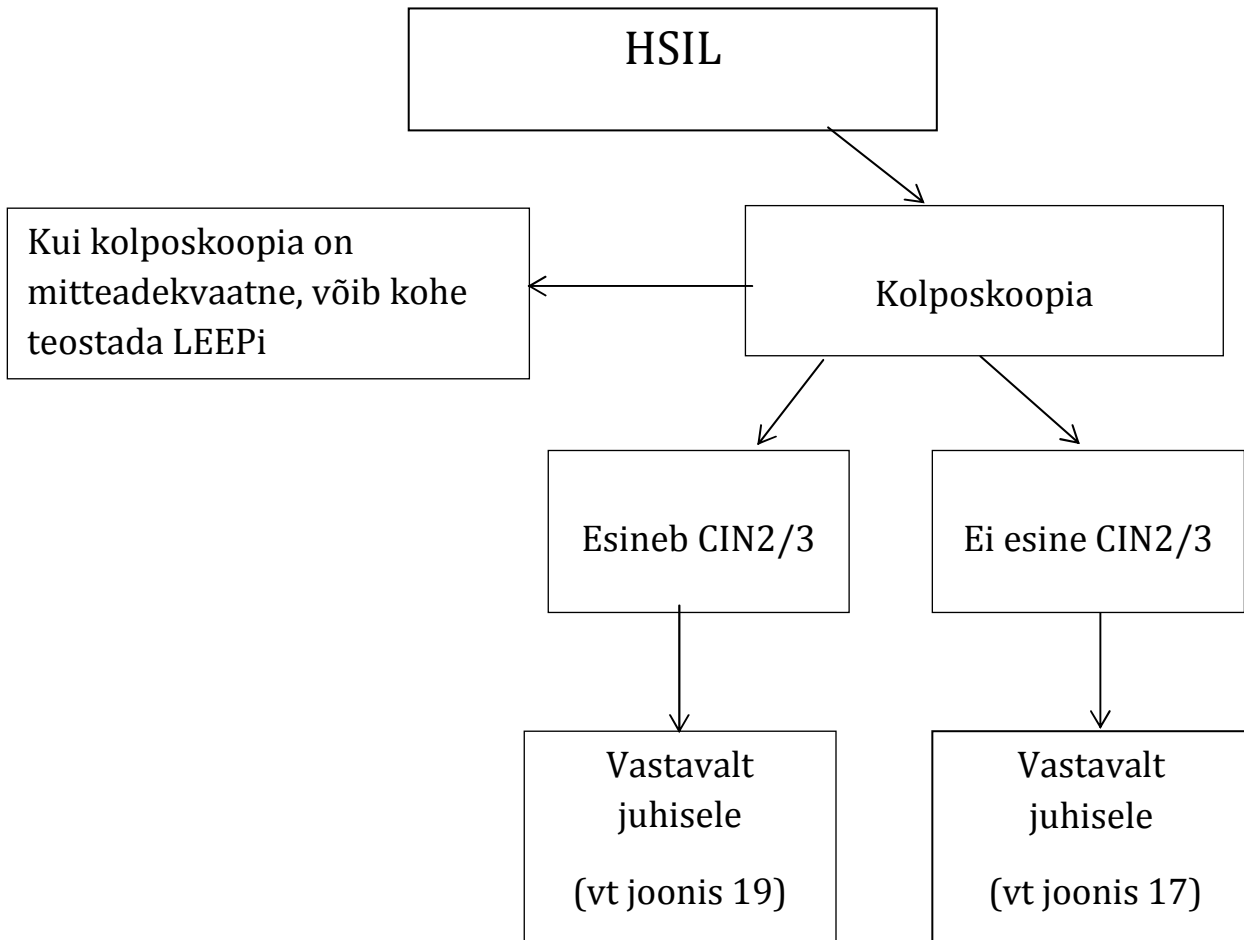 HSIL
Kui kolposkoopia on
mitteadekvaatne, võib kohe
teostada LEEPi
Kolposkoopia
Esineb CIN2/3
Ei esine CIN2/3
Vastavalt
juhisele
(vt joonis 19)
Vastavalt
juhisele
(vt joonis 17)